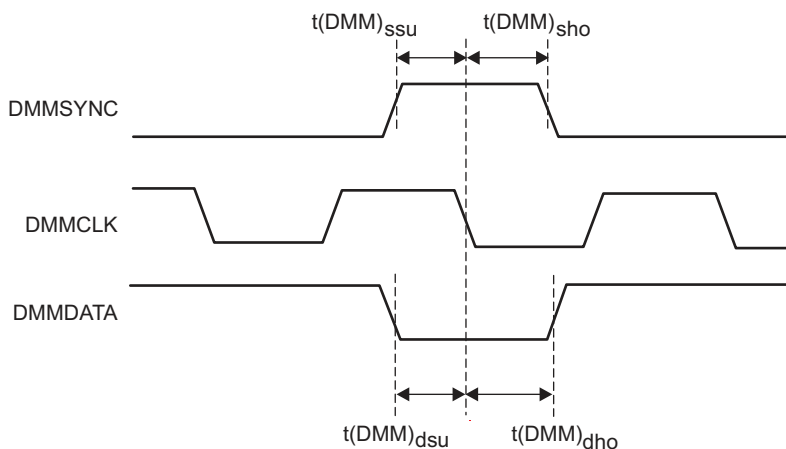 t(DMM)ssu t(DMM)sho
DMMSYNC
DMMCLK
DMMDATA
t(DMM)dsu t(DMM)dho